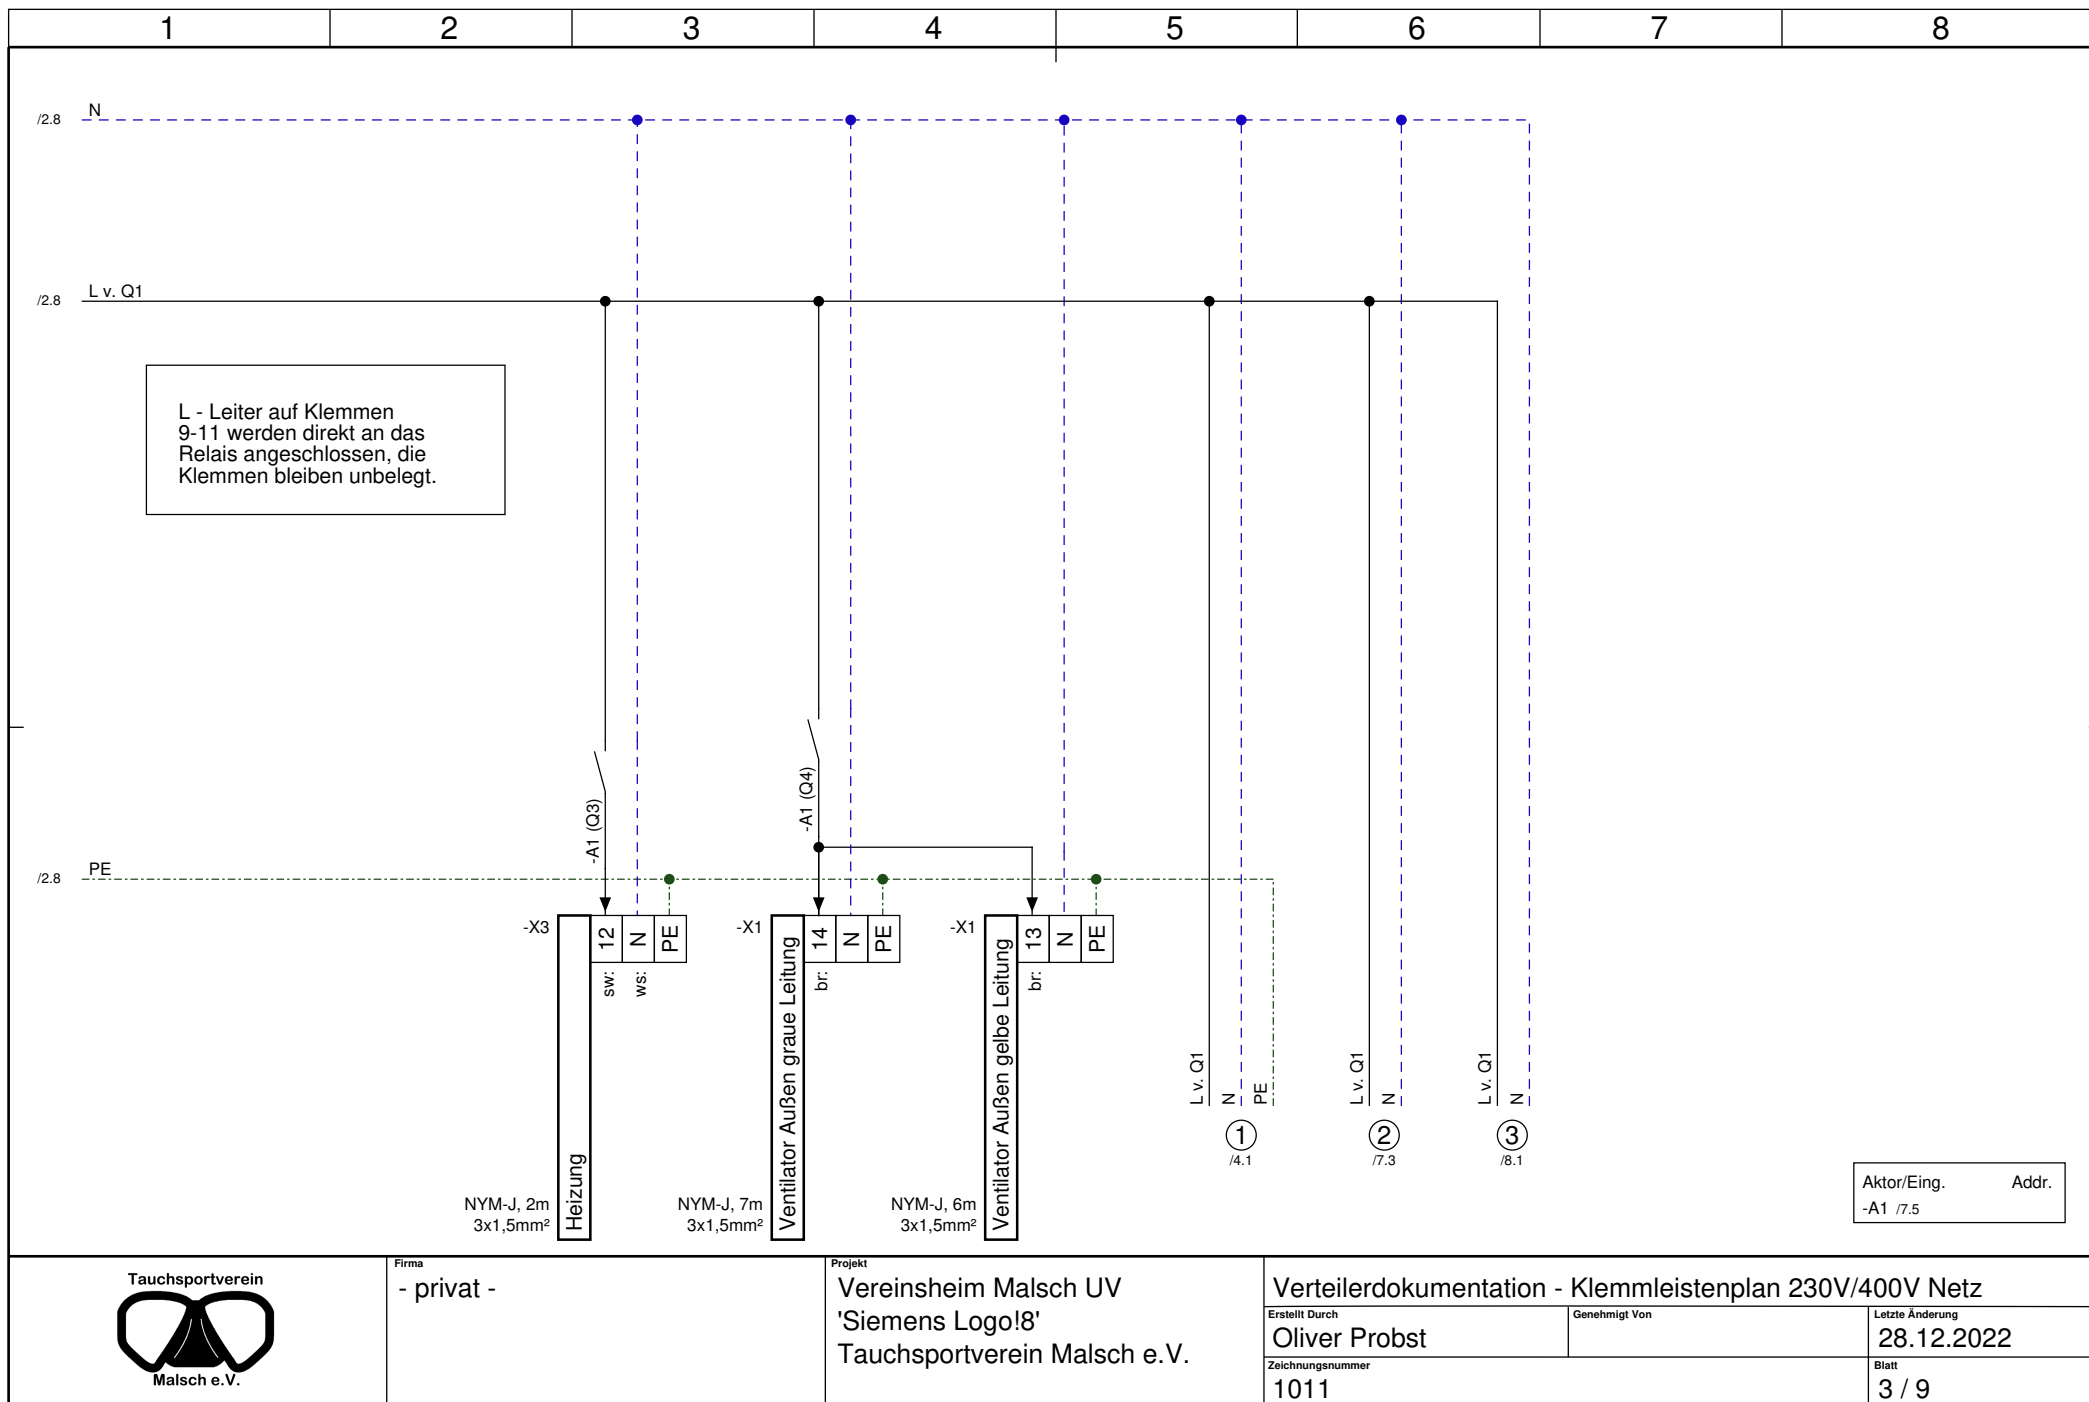 1 2 3 4 5 6 7 8
/2.8 N
/2.8 L v. Q1
L - Leiter auf Klemmen
9-11 werden direkt an das
Relais angeschlossen, die
Klemmen bleiben unbelegt.
-A1 (Q3)
-A1 (Q4)
/2.8 PE
-X3
12 N PE
sw: ws:
Heizung
NYM-J, 2m
3x1,5mm²
-X1
14 N PE
br:
Ventilator Außen graue Leitung
NYM-J, 7m
3x1,5mm²
-X1
13 N PE
br:
Ventilator Außen gelbe Leitung
NYM-J, 6m
3x1,5mm²
L v. Q1 N PE
1
/4.1
L v. Q1 N
2
/7.3
L v. Q1 N
3
/8.1
Aktor/Eing. Addr.
-A1 /7.5
Tauchsportverein
Malsch e.V.
Firma
- privat -
Projekt
Vereinsheim Malsch UV
'Siemens Logo!8'
Tauchsportverein Malsch e.V.
Verteilerdokumentation - Klemmleistenplan 230V/400V Netz
Erstellt Durch
Oliver Probst
Genehmigt Von
Letzte Änderung
28.12.2022
Zeichnungsnummer
1011
Blatt
3 / 9